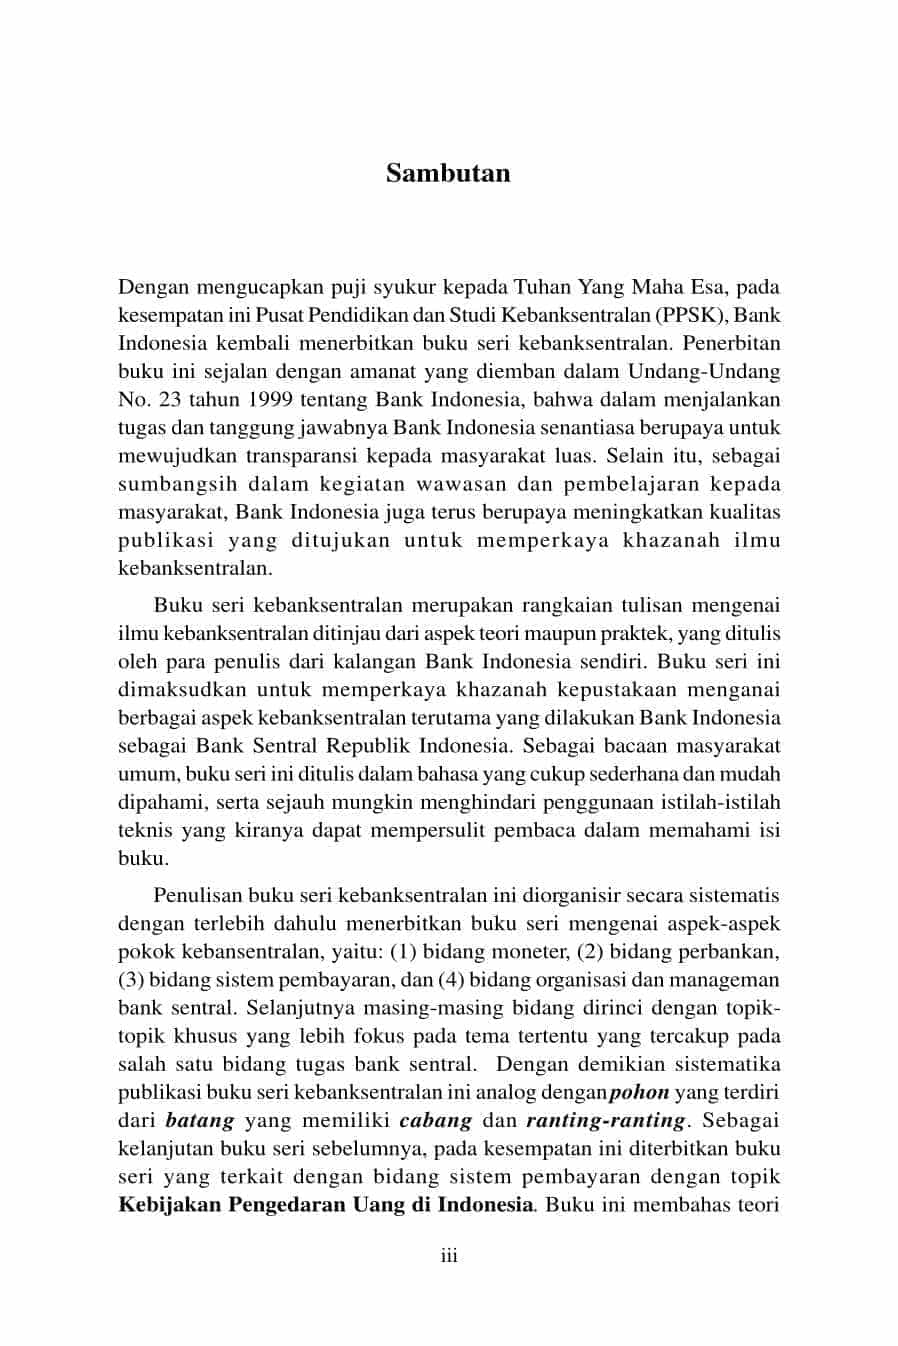 Sambutan
Dengan mengucapkan puji syukur kepada Tuhan Yang Maha Esa, pada
kesempatan ini Pusat Pendidikan dan Studi Kebanksentralan (PPSK), Bank
Indonesia kembali menerbitkan buku seri kebanksentralan. Penerbitan
buku ini sejalan dengan amanat yang diemban dalam Undang-Undang
No. 23 tahun 1999 tentang Bank Indonesia, bahwa dalam menjalankan
tugas dan tanggung jawabnya Bank Indonesia senantiasa berupaya untuk
mewujudkan transparansi kepada masyarakat luas. Selain itu, sebagai
sumbangsih dalam kegiatan wawasan dan pembelajaran kepada
masyarakat, Bank Indonesia juga terus berupaya meningkatkan kualitas
publikasi yang ditujukan untuk memperkaya khazanah ilmu
kebanksentralan.
Buku seri kebanksentralan merupakan rangkaian tulisan mengenai
ilmu kebanksentralan ditinjau dari aspek teori maupun praktek, yang ditulis
oleh para penulis dari kalangan Bank Indonesia sendiri. Buku seri ini
dimaksudkan untuk memperkaya khazanah kepustakaan menganai
berbagai aspek kebanksentralan terutama yang dilakukan Bank Indonesia
sebagai Bank Sentral Republik Indonesia. Sebagai bacaan masyarakat
umum, buku seri ini ditulis dalam bahasa yang cukup sederhana dan mudah
dipahami, serta sejauh mungkin menghindari penggunaan istilah-istilah
teknis yang kiranya dapat mempersulit pembaca dalam memahami isi
buku.
Penulisan buku seri kebanksentralan ini diorganisir secara sistematis
dengan terlebih dahulu menerbitkan buku seri mengenai aspek-aspek
pokok kebansentralan, yaitu: (1) bidang moneter, (2) bidang perbankan,
(3) bidang sistem pembayaran, dan (4) bidang organisasi dan manageman
bank sentral. Selanjutnya masing-masing bidang dirinci dengan topik-
topik khusus yang lebih fokus pada tema tertentu yang tercakup pada
salah satu bidang tugas bank sentral. Dengan demikian sistematika
publikasi buku seri kebanksentralan ini analog dengan pohon yang terdiri
dari batang yang memiliki cabang dan ranting-ranting. Sebagai
kelanjutan buku seri sebelumnya, pada kesempatan ini diterbitkan buku
seri yang terkait dengan bidang sistem pembayaran dengan topik
Kebijakan Pengedaran Uang di Indonesia. Buku ini membahas teori
iii